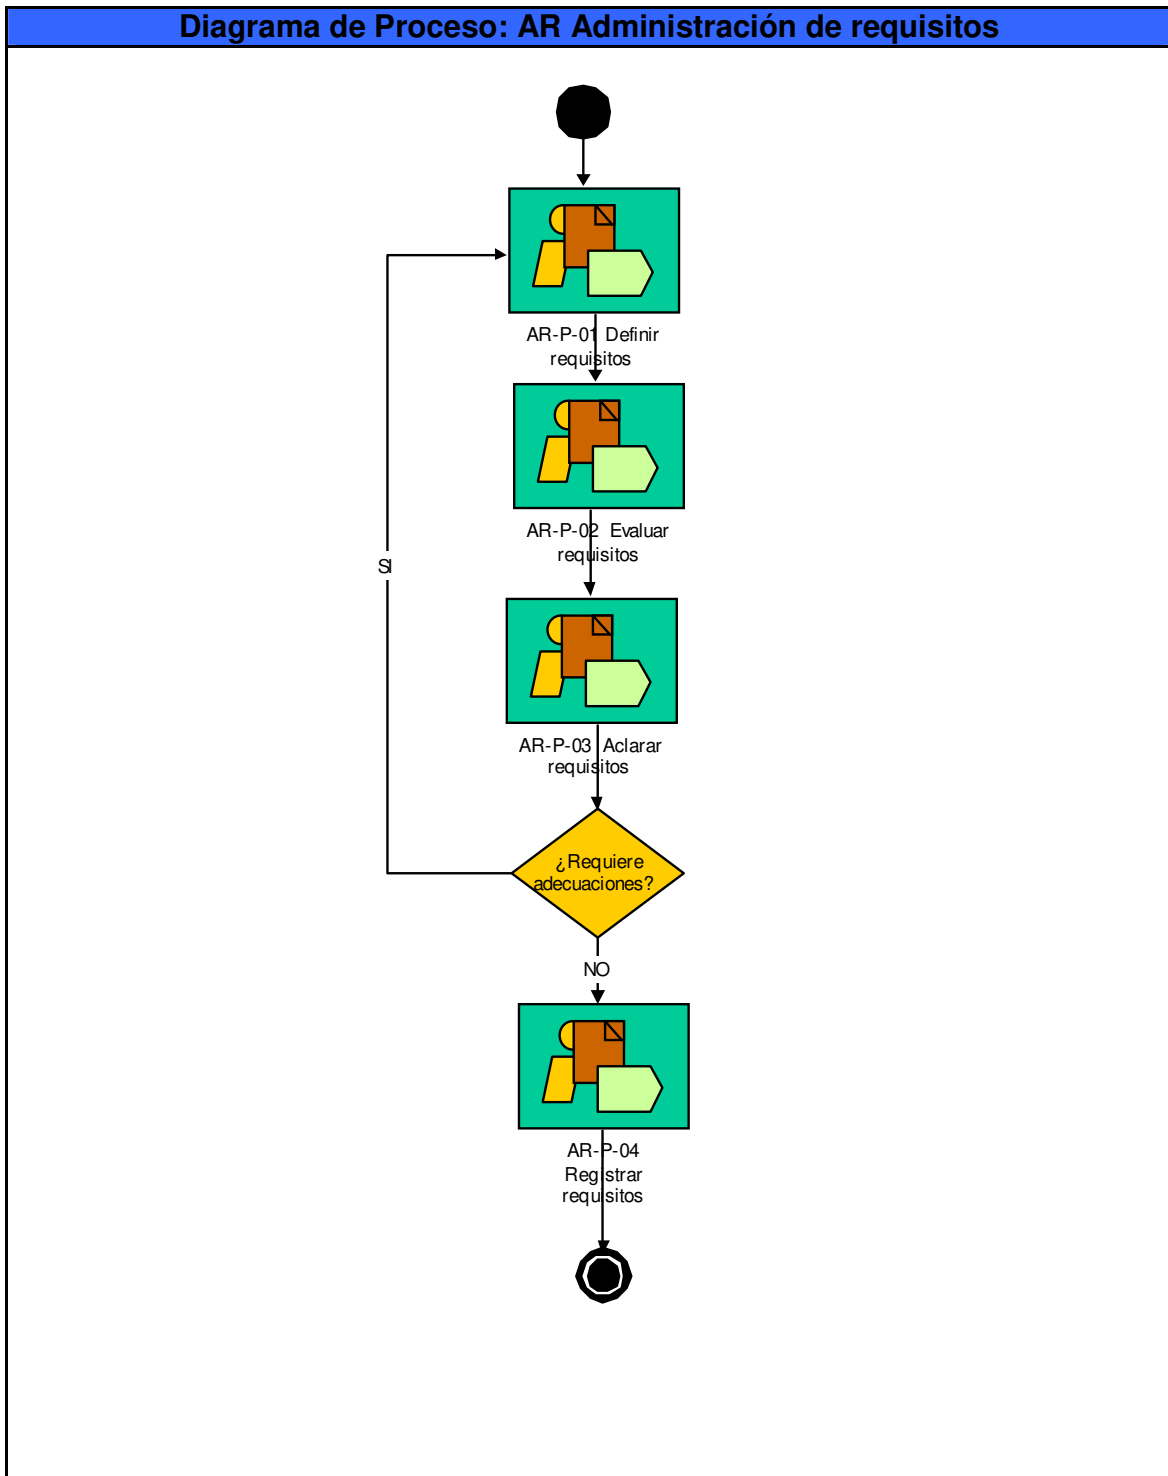 Diagrama de Proceso: AR Administración de requisitos
AR-P-01 Definir
requisitos
AR-P-02 Evaluar
requisitos
SI
AR-P-03 Aclarar
requisitos
¿Requiere
adecuaciones?
NO
AR-P-04
Registrar
requisitos